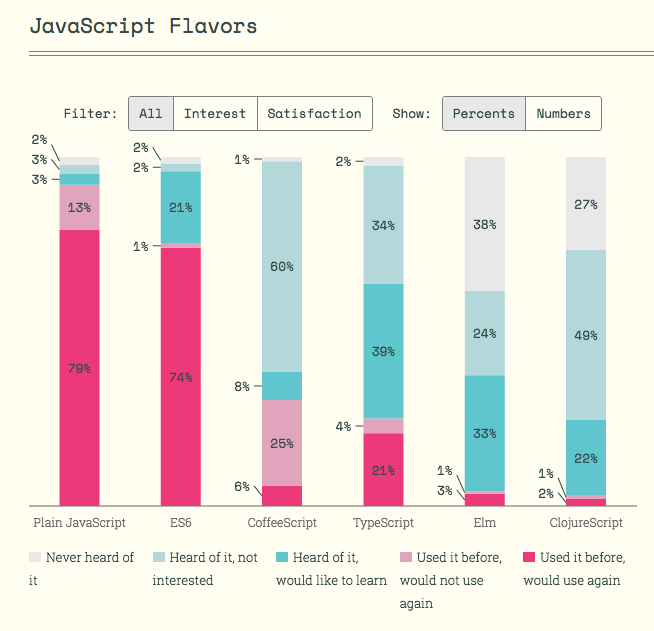 JavaScript Flavors
Filter: All Interest Satisfaction Show: Percents Numbers
2%
3%
3%
13%
79%
2%
2%
21%
1%
74%
1%
60%
8%
25%
6%
2%
34%
39%
4%
21%
38%
24%
33%
1%
3%
27%
49%
22%
1%
2%
Plain JavaScript ES6 CoffeeScript TypeScript Elm ClojureScript
Never heard of
it
Heard of it, not
interested
Heard of it,
would like to learn
Used it before,
would not use
again
Used it before,
would use again